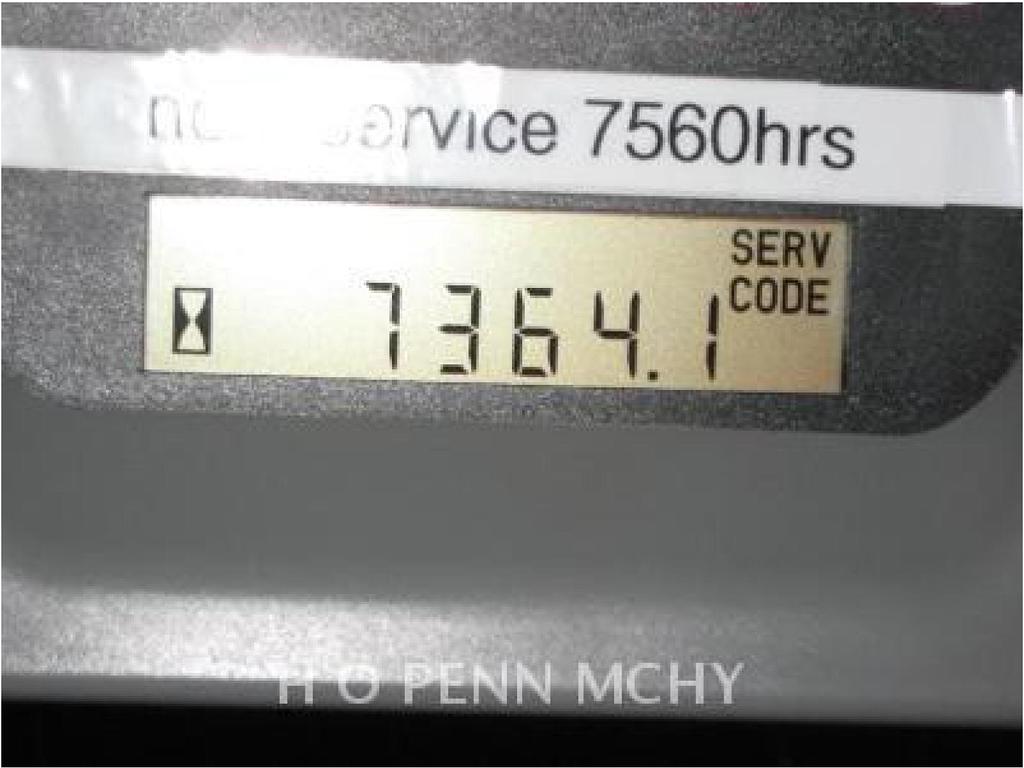 service 7560hrs
SERV
CODE
7364.1
H O PENN MCHY